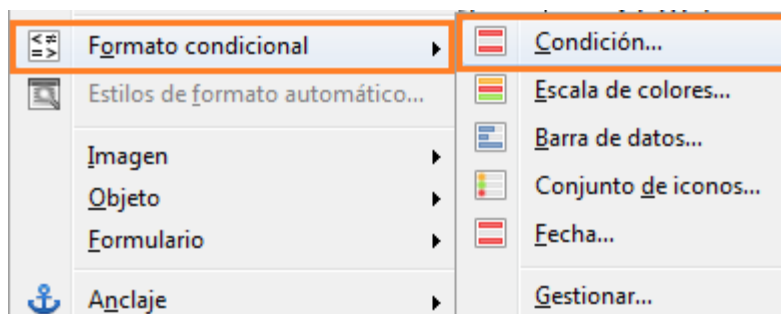 Formato condicional
Estilos de formato automático...
Imagen
Objeto
Formulario
Anclaje
Condición...
Escala de colores...
Barra de datos...
Conjunto de iconos...
Fecha...
Gestionar...